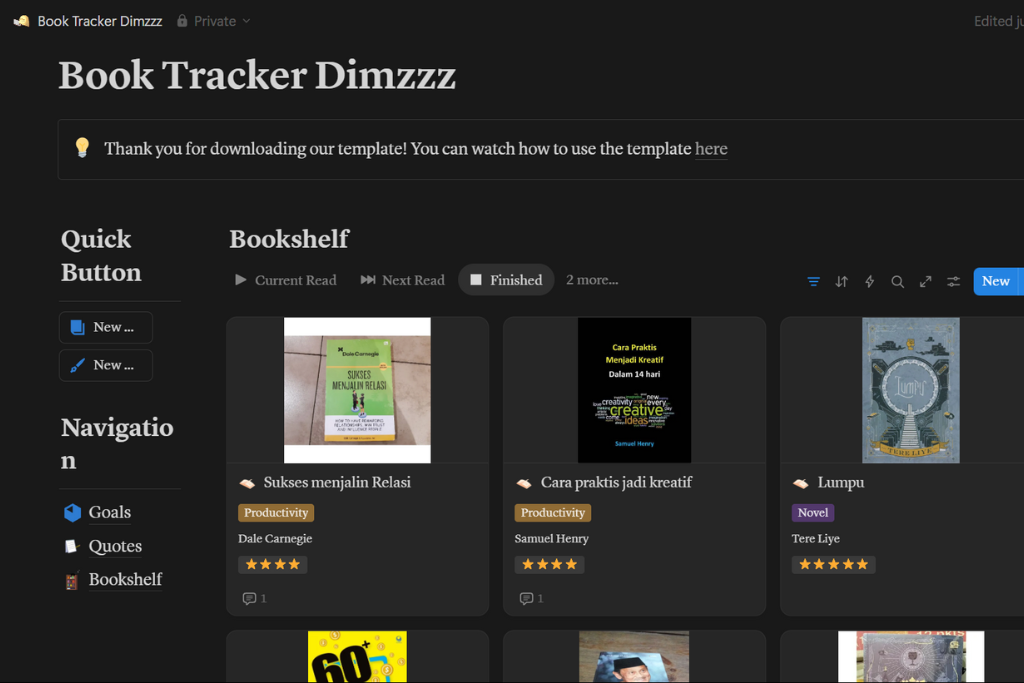 Book Tracker Dimzzz Private Edited ju
Book Tracker Dimzzz
Thank you for downloading our template! You can watch how to use the template here
Quick
Button
New ...
New ...
Navigatio
n
Goals
Quotes
Bookshelf
Bookshelf
Current Read Next Read Finished 2 more...
New
Dale Carnegie
SUKSES
MENJALIN RELASI
Sukses menjalin Relasi
Productivity
Dale Carnegie
1
Cara Praktis
Menjadi Kreatif
Dalam 14 hari
new
creativity every
creative
ideas
Samuel Henry
Cara praktis jadi kreatif
Productivity
Samuel Henry
1
Lumpu
TERE LIYE
Lumpu
Novel
Tere Liye
60+